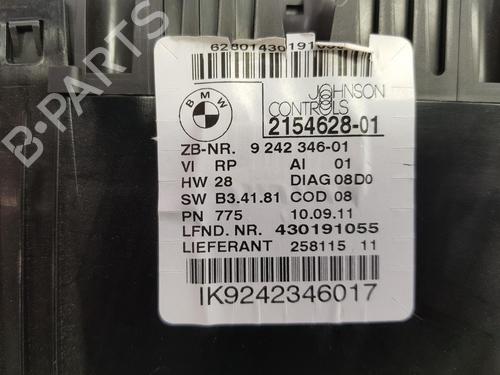 62801430191055
BMW
JOHNSON
CONTROLS
2154628-01
ZB-NR. 9 242 346-01
VI RP AI 01
HW 28 DIAG 08D0
SW B3.41.81 COD 08
PN 775 10.09.11
LFND. NR. 430191055
LIEFERANT 258115 11
IK9242346017
B-PARTS